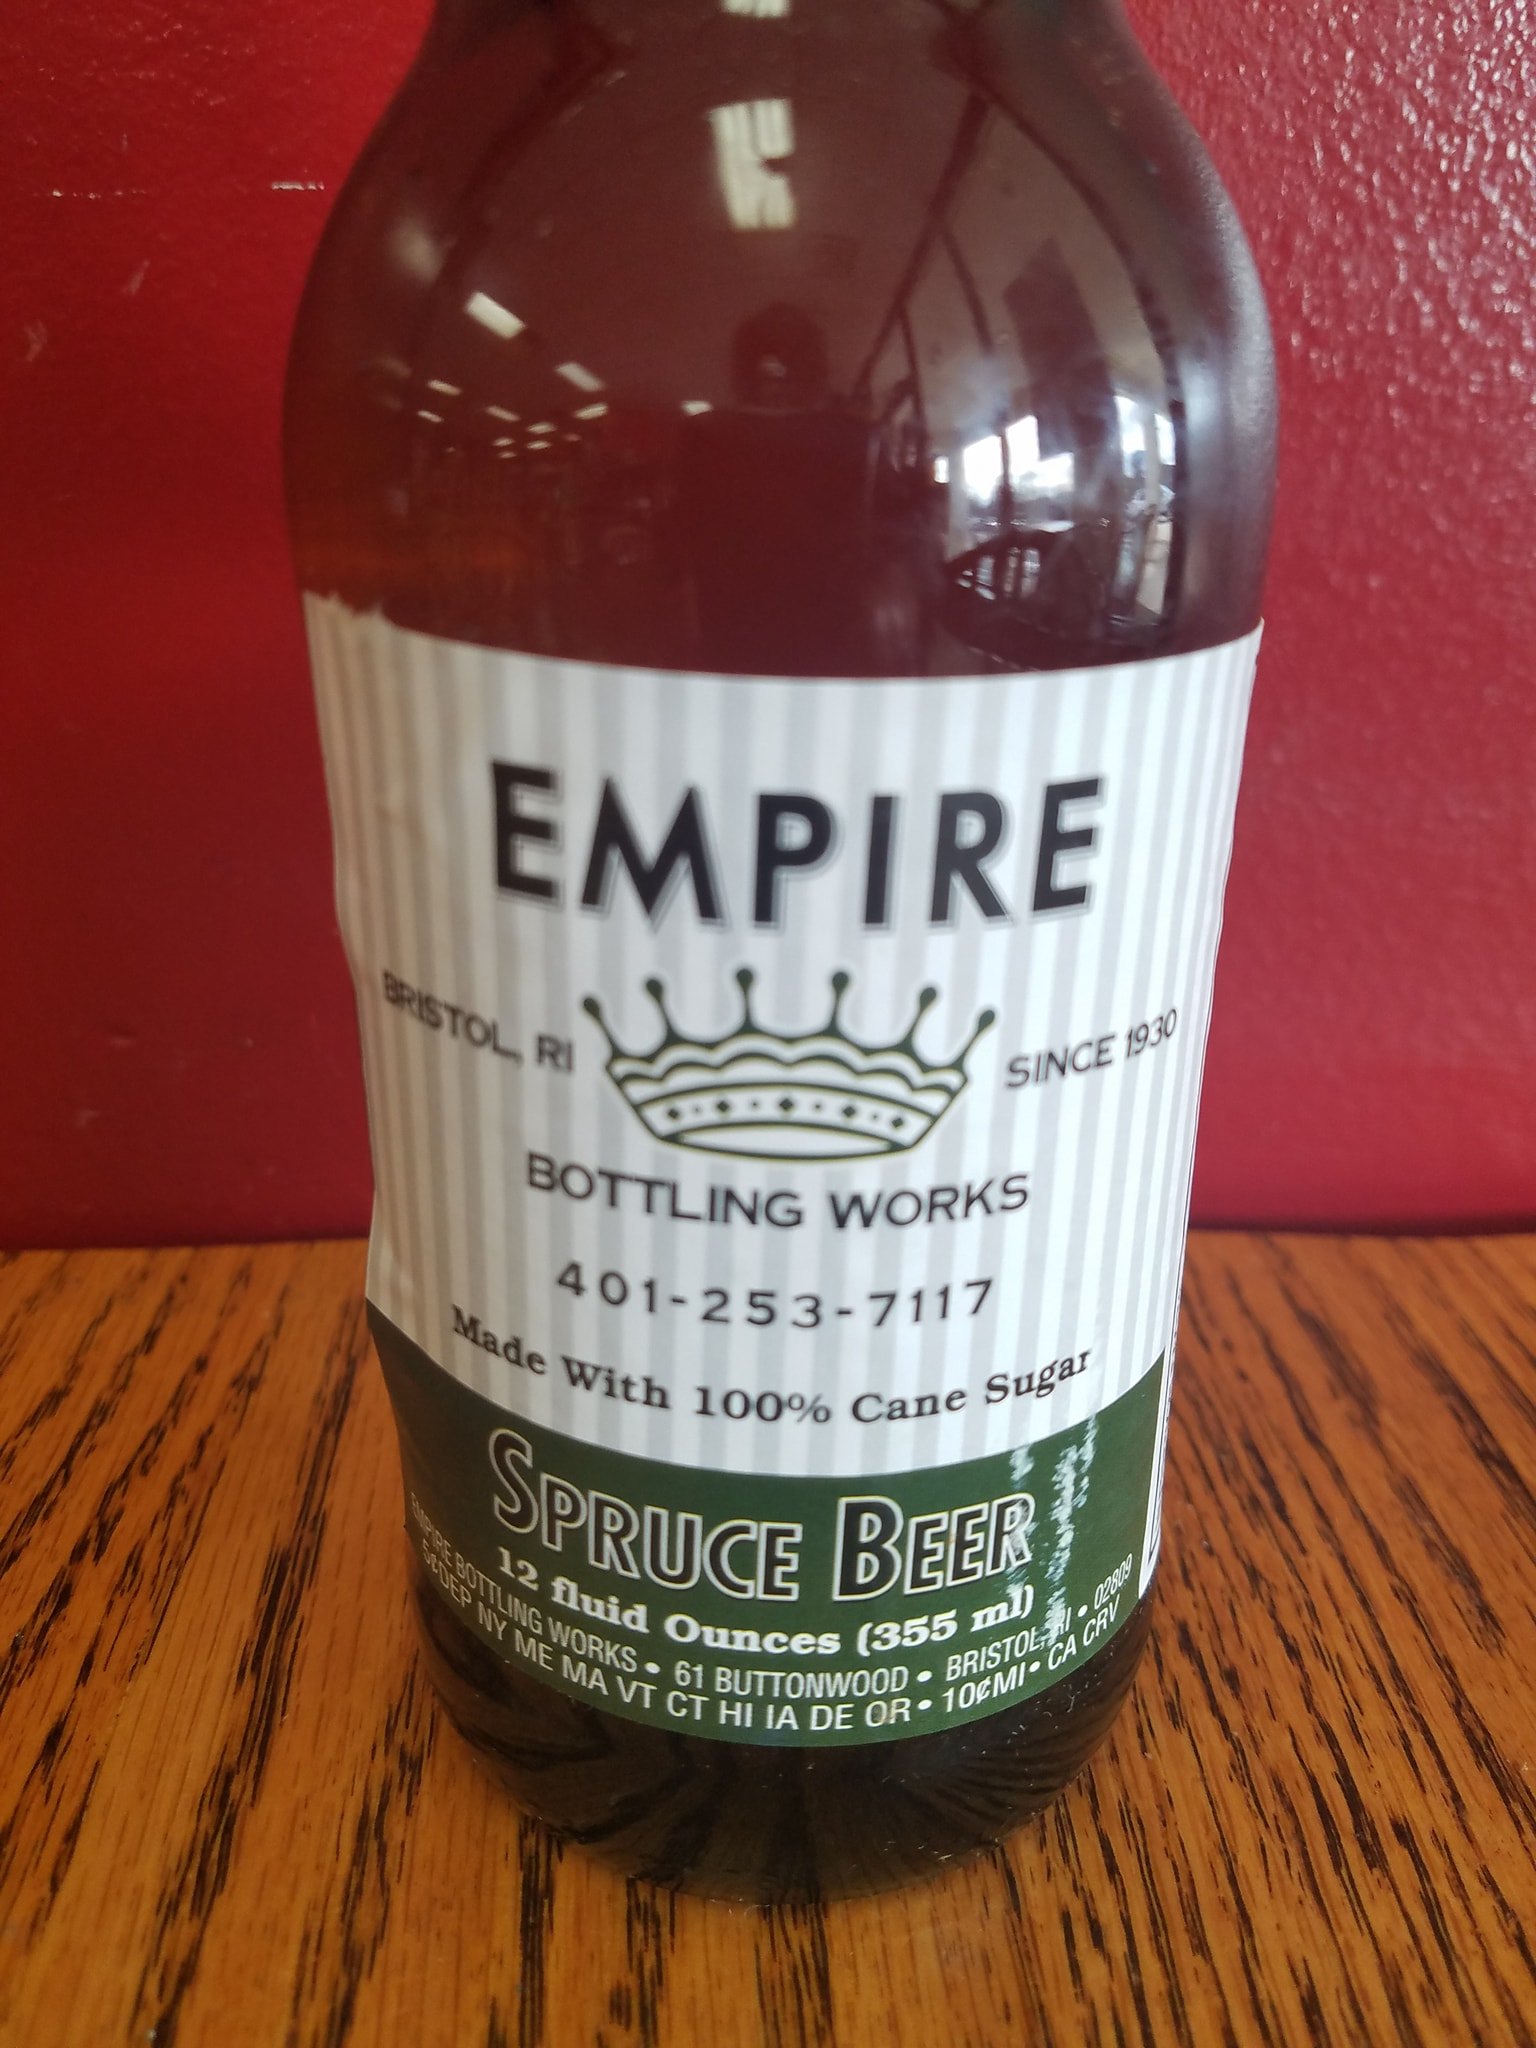 EMPIRE
BRISTOL, RI
SINCE 1930
BOTTLING WORKS
401-253-7117
Made With 100% Cane Sugar
SPRUCE BEER
12 fluid Ounces (355 ml)
EMPIRE BOTTLING WORKS • 61 BUTTONWOOD • BRISTOL, RI • 02809
5¢DEP NY ME MA VT CT HI IA DE OR • 10¢MI • CA CRV